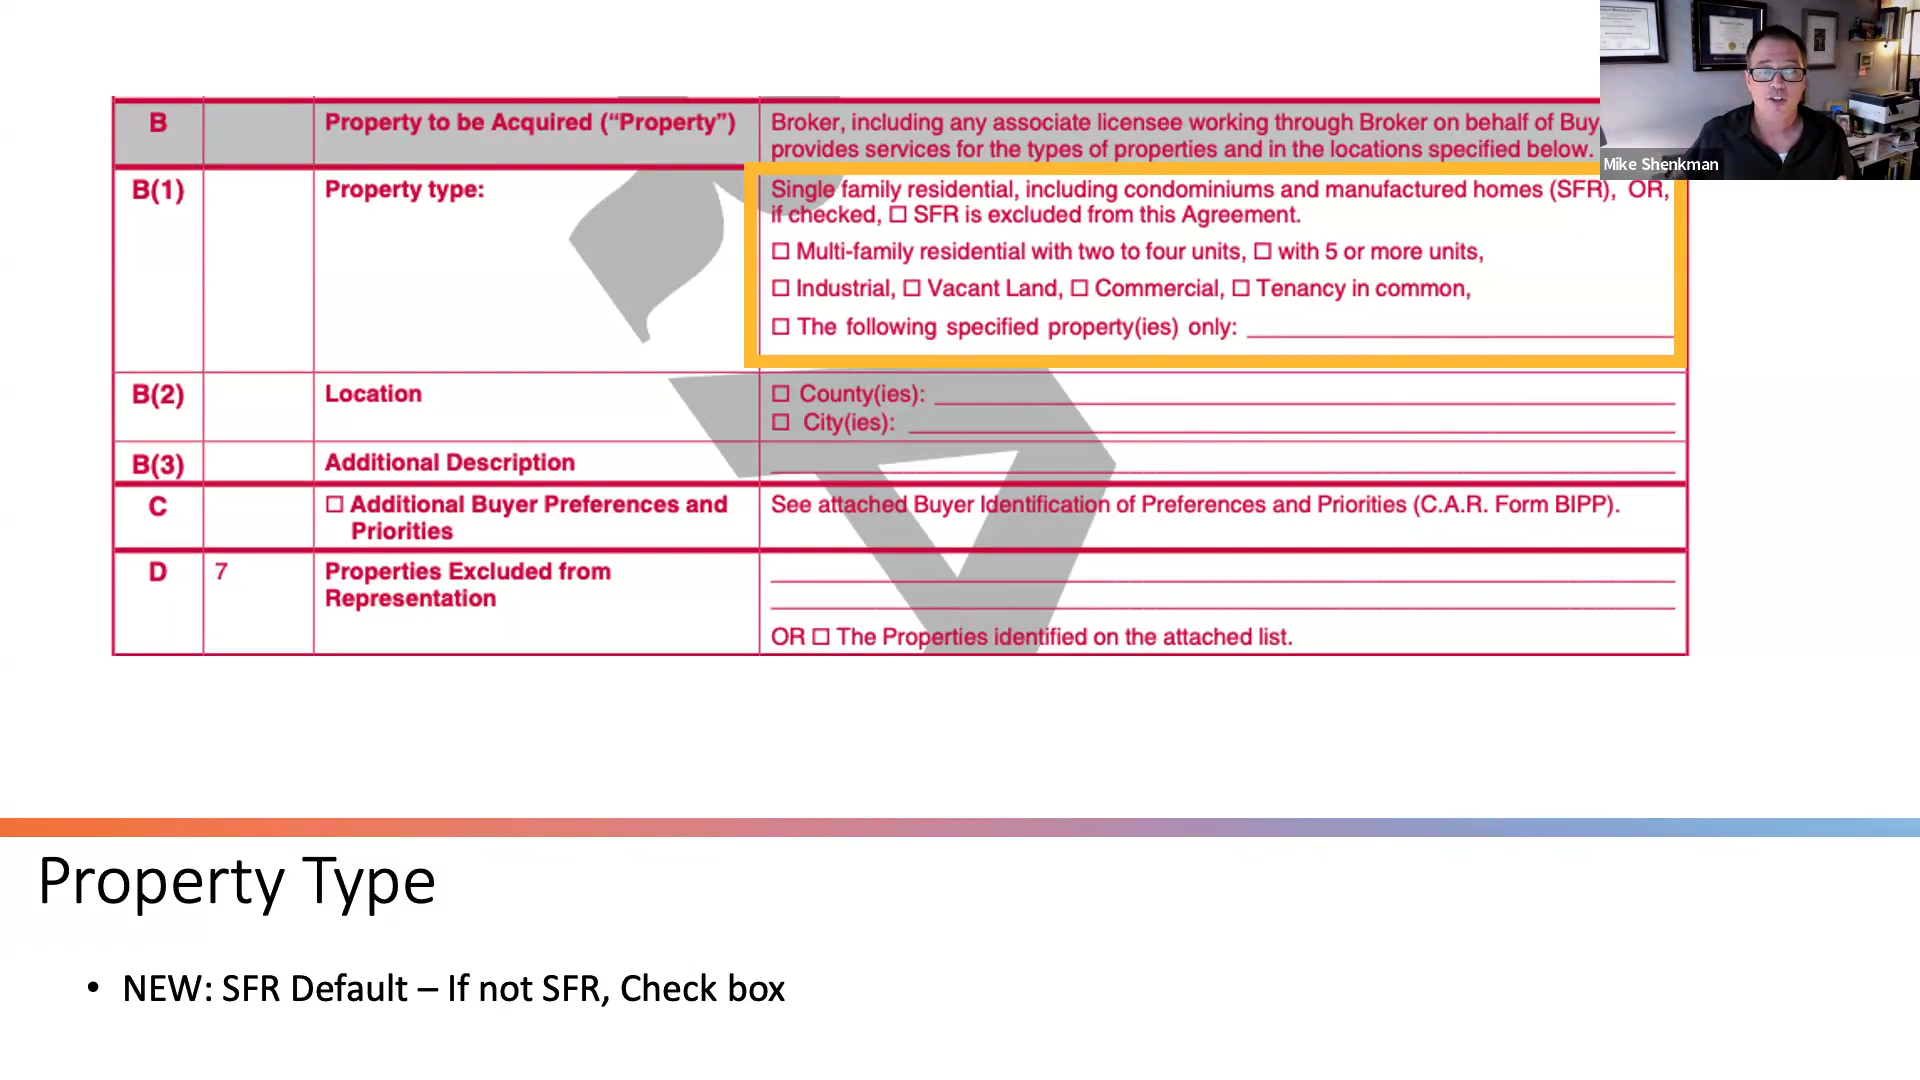 B Property to be Acquired (“Property”) Broker, including any associate licensee working through Broker on behalf of
provides services for the types of properties and in the locations specified below.
B(1) Property type: Single family residential, including condominiums and manufactured homes (SFR), OR,
if checked, ☐ SFR is excluded from this Agreement.
☐ Multi-family residential with two to four units, ☐ with 5 or more units,
☐ Industrial, ☐ Vacant Land, ☐ Commercial, ☐ Tenancy in common,
☐ The following specified property(ies) only:
B(2) Location ☐ County(ies):
☐ City(ies):
B(3) Additional Description
C ☐ Additional Buyer Preferences and See attached Buyer Identification of Preferences and Priorities (C.A.R. Form BIPP).
Priorities
D 7 Properties Excluded from
Representation
OR ☐ The Properties identified on the attached list.
Mike Shenkman
Property Type
• NEW: SFR Default – If not SFR, Check box